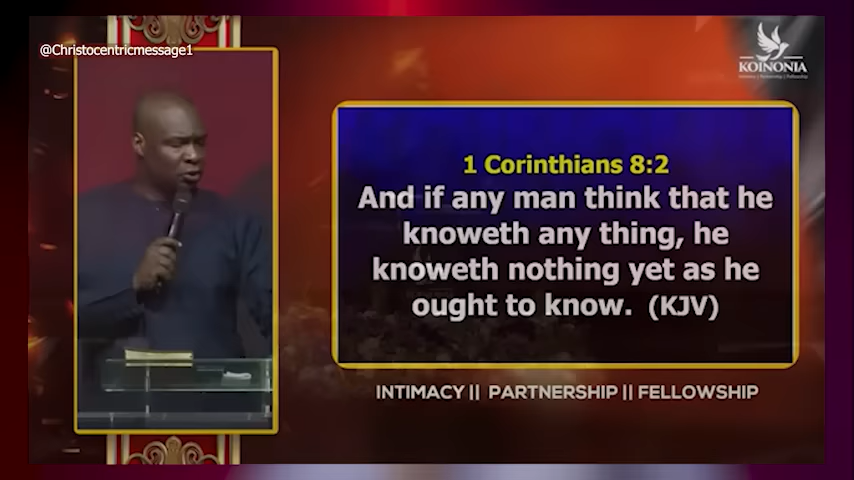 @Christocentricmessage1
KOINONIA
1 Corinthians 8:2
And if any man think that he
knoweth any thing, he
knoweth nothing yet as he
ought to know. (KJV)
INTIMACY || PARTNERSHIP || FELLOWSHIP